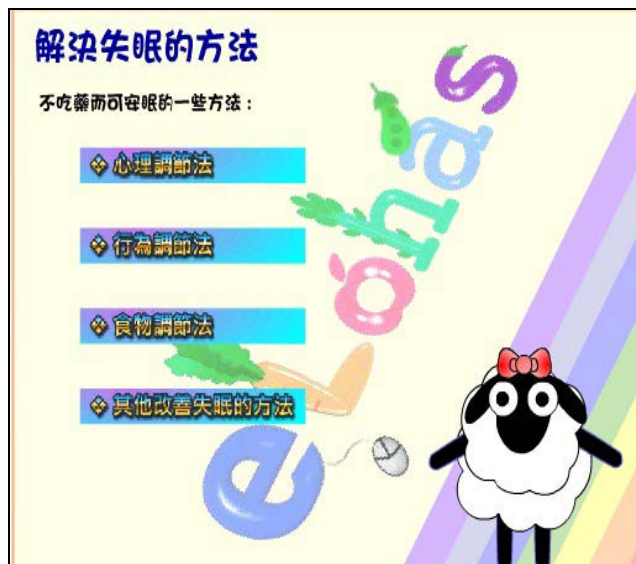 解決失眠的方法
不吃藥而可安眠的一些方法：
❖ 心理調節法
❖ 行為調節法
❖ 食物調節法
❖ 其他改善失眠的方法
eLohas